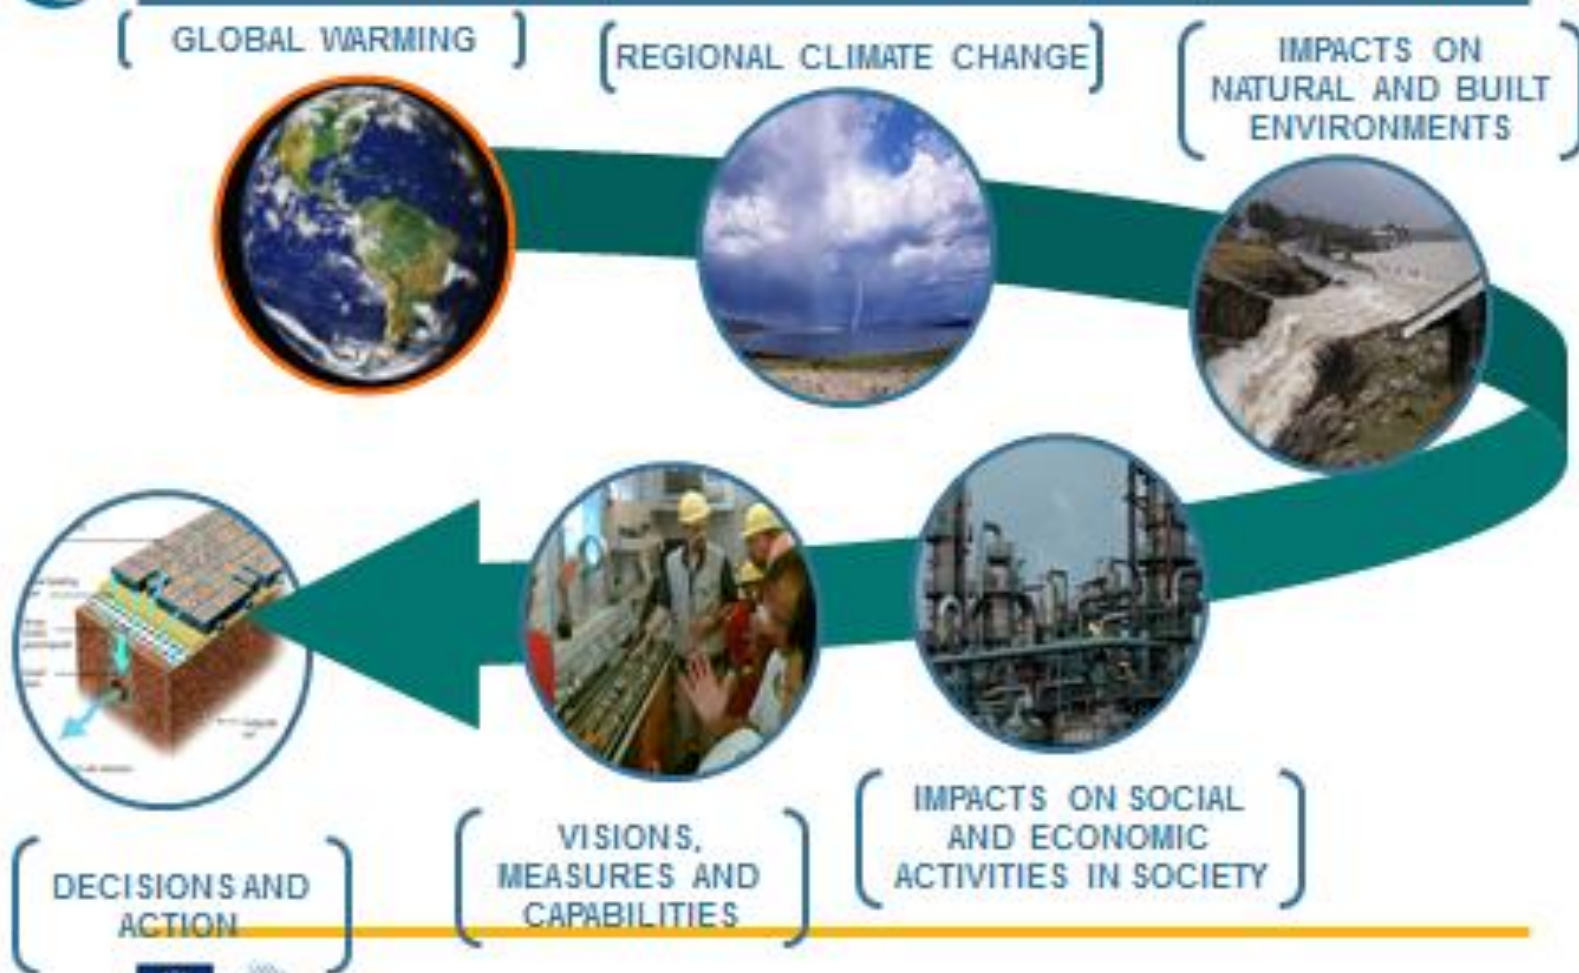 GLOBAL WARMING
REGIONAL CLIMATE CHANGE
IMPACTS ON
NATURAL AND BUILT
ENVIRONMENTS
IMPACTS ON SOCIAL
AND ECONOMIC
ACTIVITIES IN SOCIETY
VISIONS,
MEASURES AND
CAPABILITIES
DECISIONS AND
ACTION